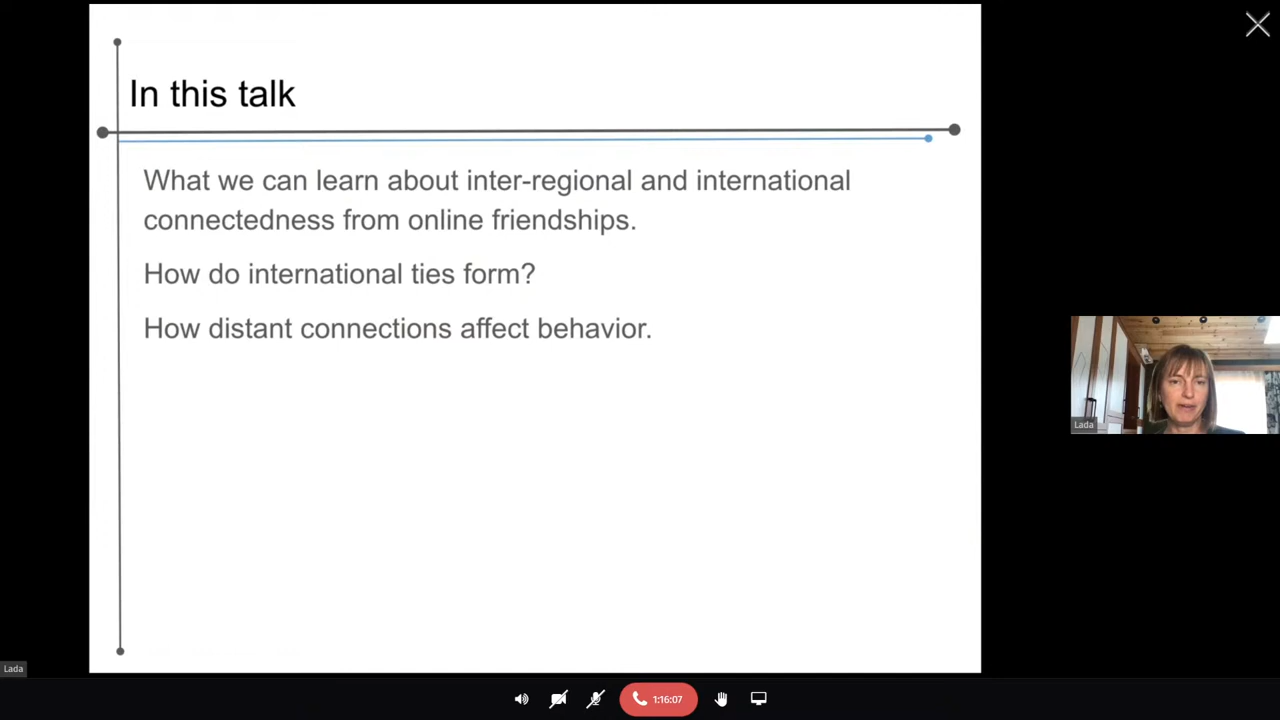 In this talk
What we can learn about inter-regional and international
connectedness from online friendships.
How do international ties form?
How distant connections affect behavior.
Lada
Lada
1:16:07